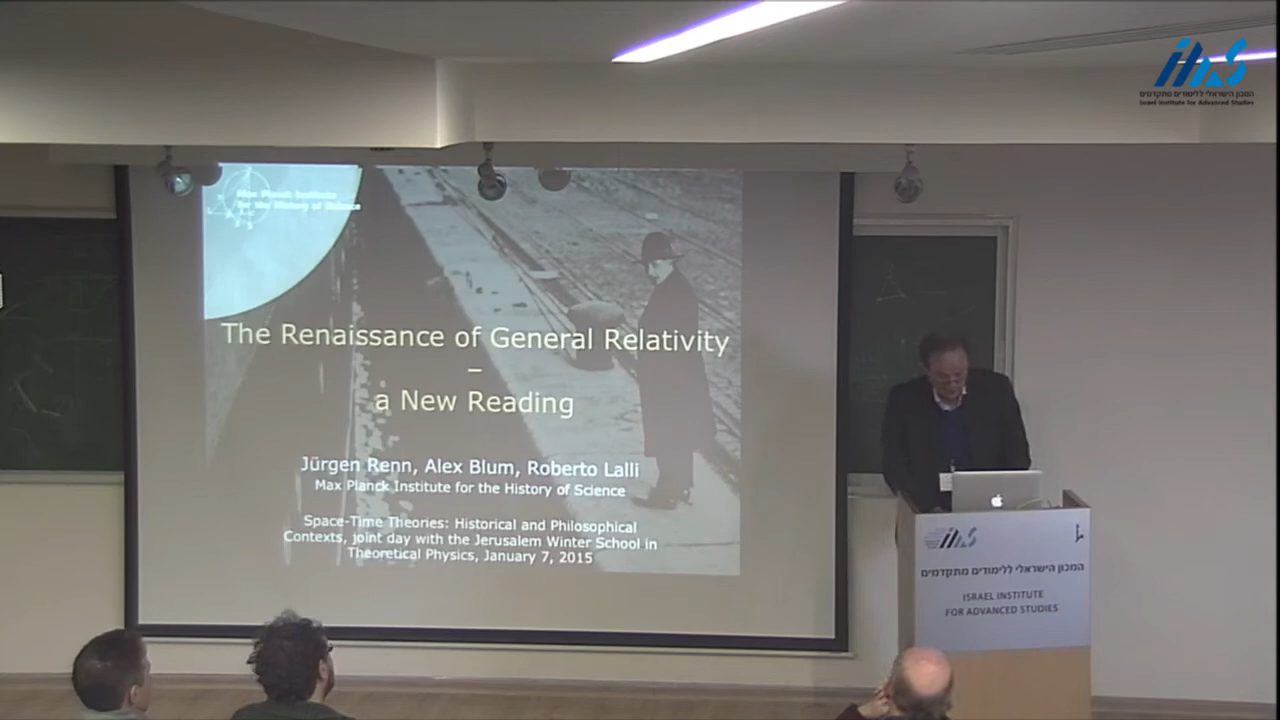 המכון הישראלי ללימודים מתקדמים
Israel Institute for Advanced Studies
Max Planck Institute
for the History of Science
The Renaissance of General Relativity
–
a New Reading
Jürgen Renn, Alex Blum, Roberto Lalli
Max Planck Institute for the History of Science
Space-Time Theories: Historical and Philosophical
Contexts, joint day with the Jerusalem Winter School in
Theoretical Physics, January 7, 2015
המכון הישראלי ללימודים מתקדמים
ISRAEL INSTITUTE
FOR ADVANCED STUDIES